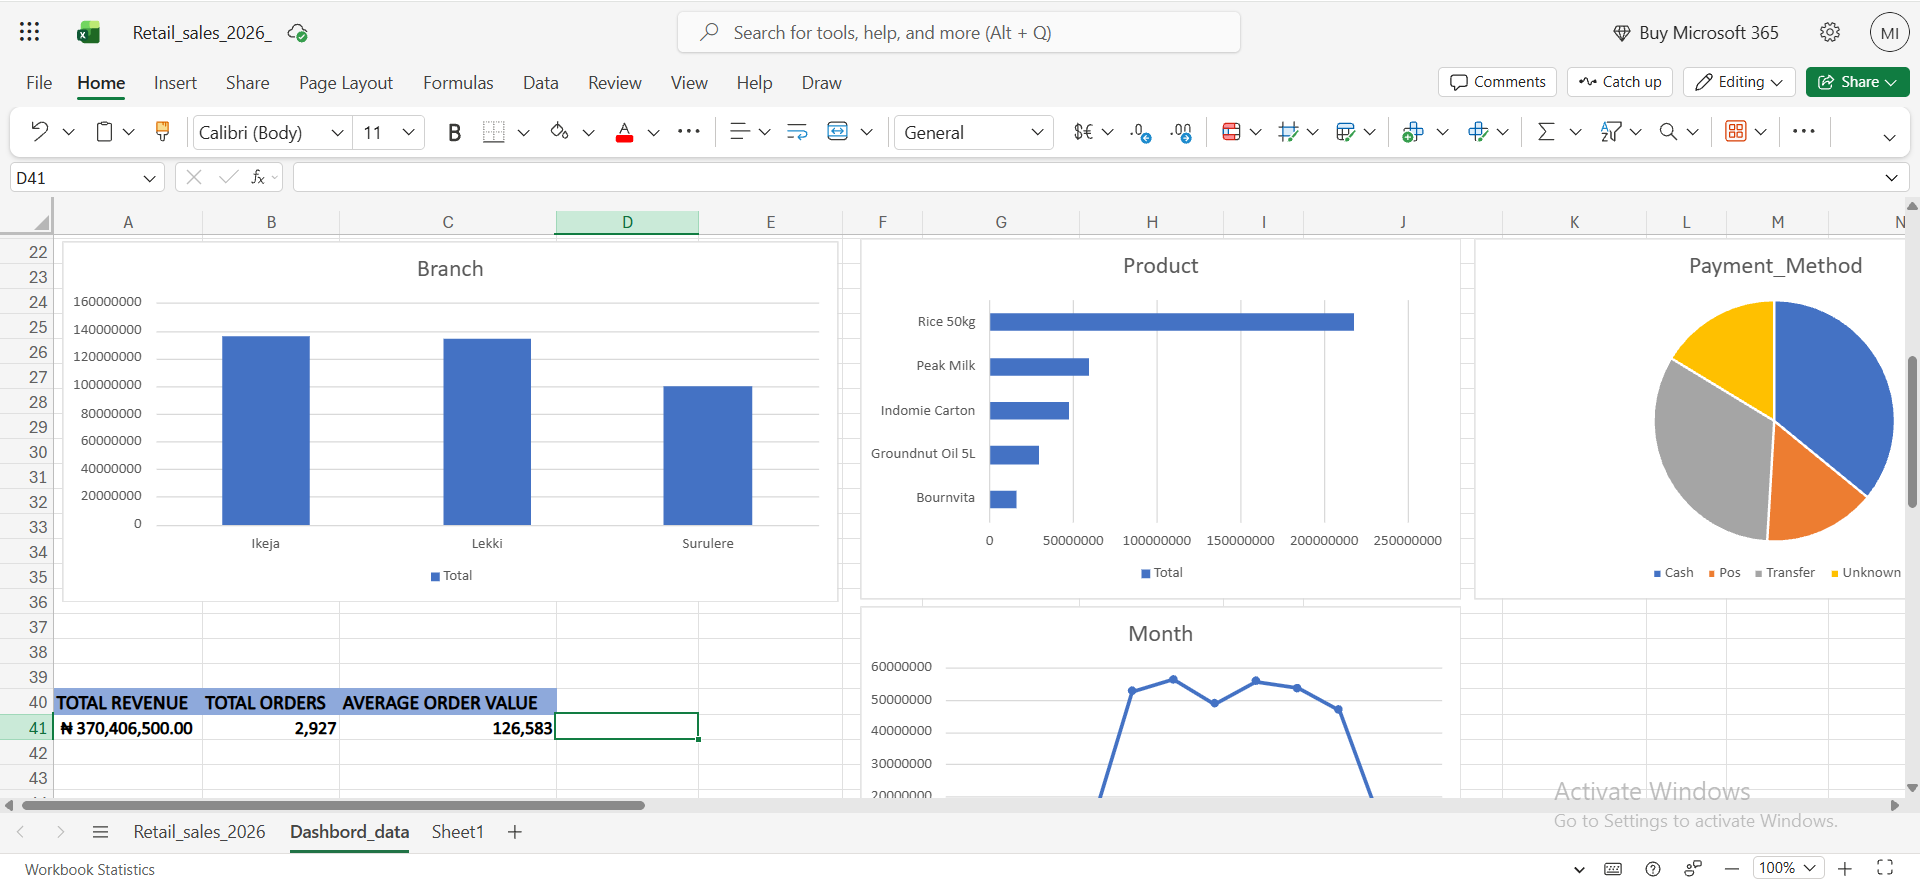 Retail_sales_2026_
Search for tools, help, and more (Alt + Q)
Buy Microsoft 365
MI
File Home Insert Share Page Layout Formulas Data Review View Help Draw
Comments Catch up Editing Share
Calibri (Body) 11 B A General $€ .0 .00
D41 fx
A B C D E F G H I J K L M N
22
23
24
25
26
27
28
29
30
31
32
33
34
35
36
37
38
39
40
41
42
43
Branch
160000000
140000000
120000000
100000000
80000000
60000000
40000000
20000000
0
Ikeja Lekki Surulere
Total
Product
Rice 50kg
Peak Milk
Indomie Carton
Groundnut Oil 5L
Bournvita
0 50000000 100000000 150000000 200000000 250000000
Total
Payment_Method
Cash Pos Transfer Unknown
TOTAL REVENUE TOTAL ORDERS AVERAGE ORDER VALUE
₦ 370,406,500.00 2,927 126,583
Month
60000000
50000000
40000000
30000000
20000000
Activate Windows
Go to Settings to activate Windows.
Retail_sales_2026 Dashbord_data Sheet1
Workbook Statistics
100%